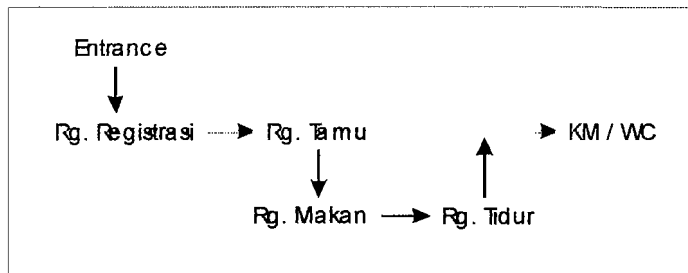 Entrance
Rg. Registrasi Rg. Tamu KM / WC
Rg. Makan Rg. Tidur